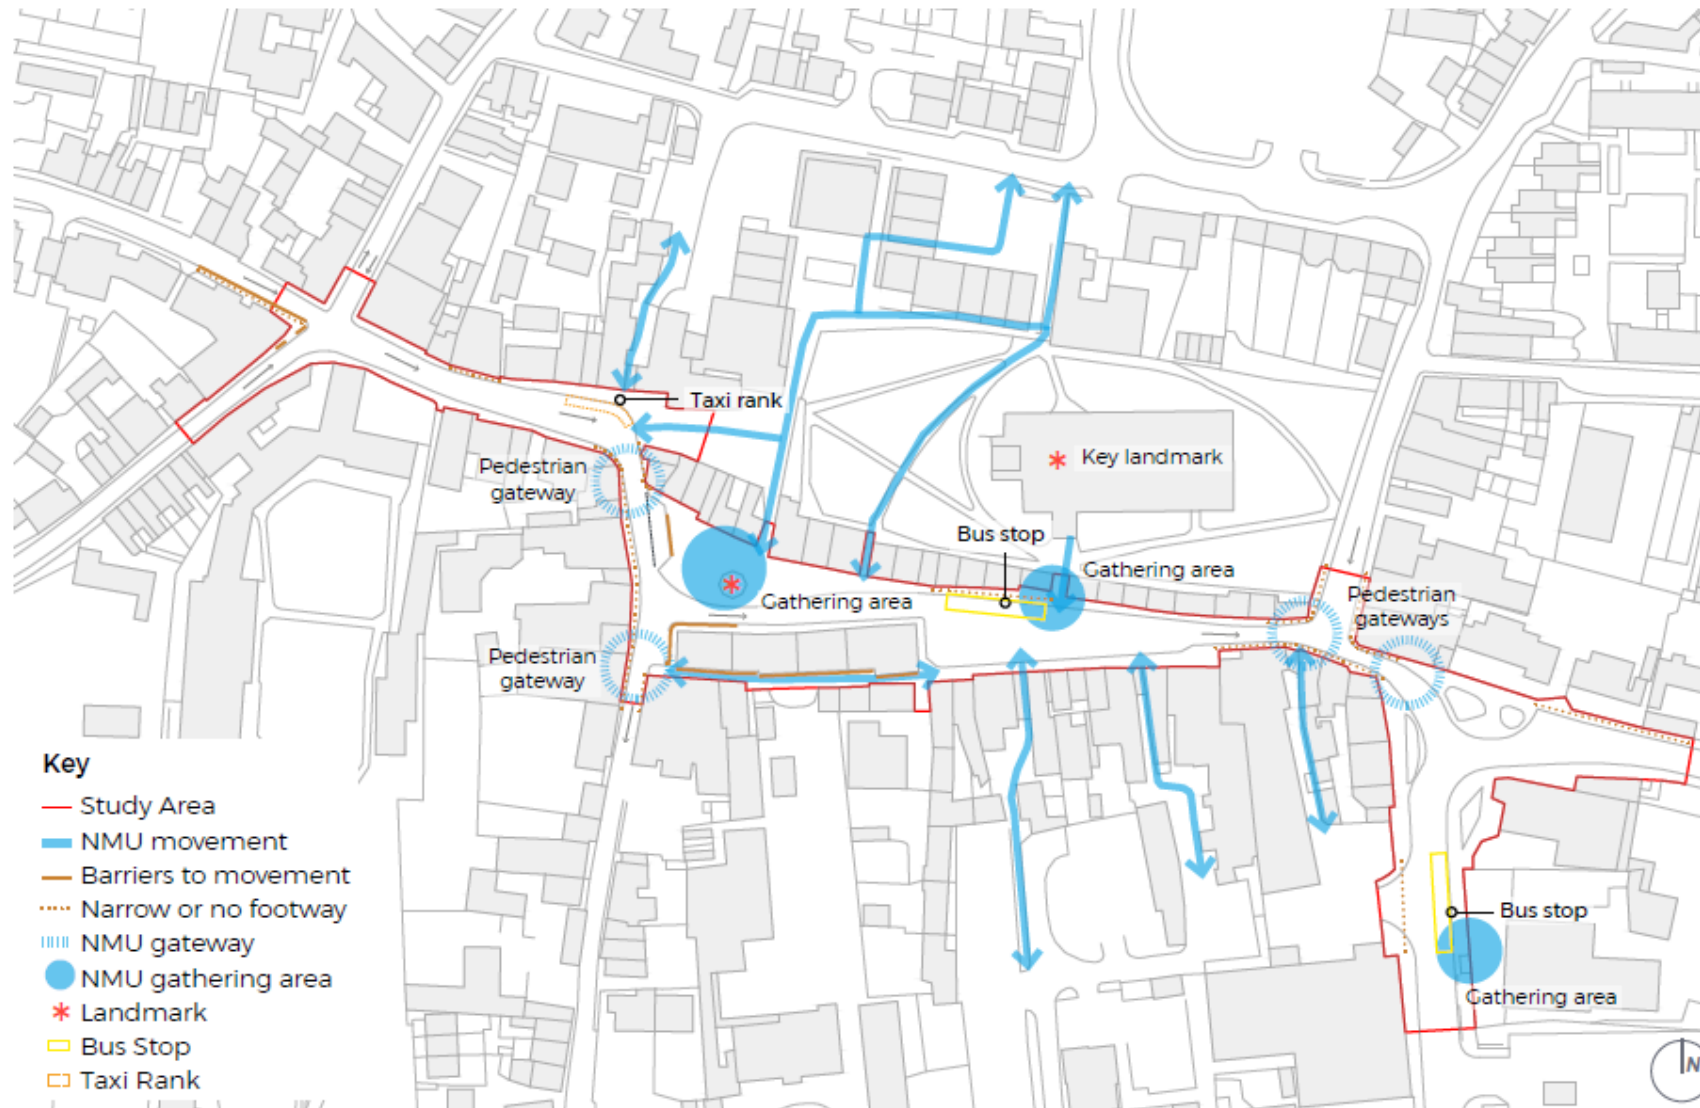 Taxi rank
Pedestrian
gateway
Key landmark
Bus stop
Gathering area
Gathering area
Pedestrian
gateways
Pedestrian
gateway
Bus stop
Gathering area
Key
Study Area
NMU movement
Barriers to movement
Narrow or no footway
NMU gateway
NMU gathering area
Landmark
Bus Stop
Taxi Rank
N